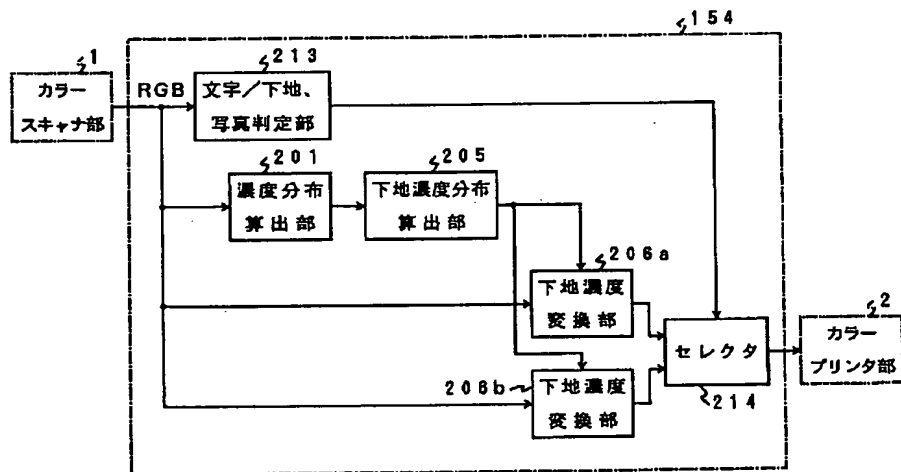 154
1
カラー
スキャナ部
RGB
213
文字/下地、
写真判定部
201
濃度分布
算出部
205
下地濃度分布
算出部
206a
下地濃度
変換部
206b
下地濃度
変換部
セレクタ
214
2
カラー
プリンタ部